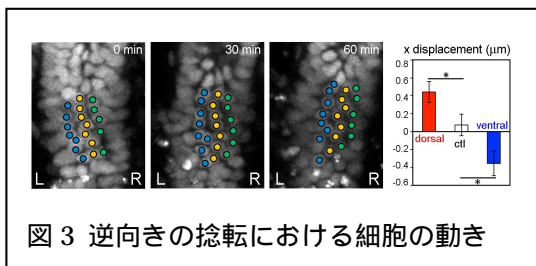 0 min
30 min
60 min
L
R
L
R
L
R
x displacement (μm)
0.8
0.6
0.4
0.2
0
-0.2
-0.4
-0.6
*
dorsal
ctl
ventral
*
図 3 逆向きの捻転における細胞の動き